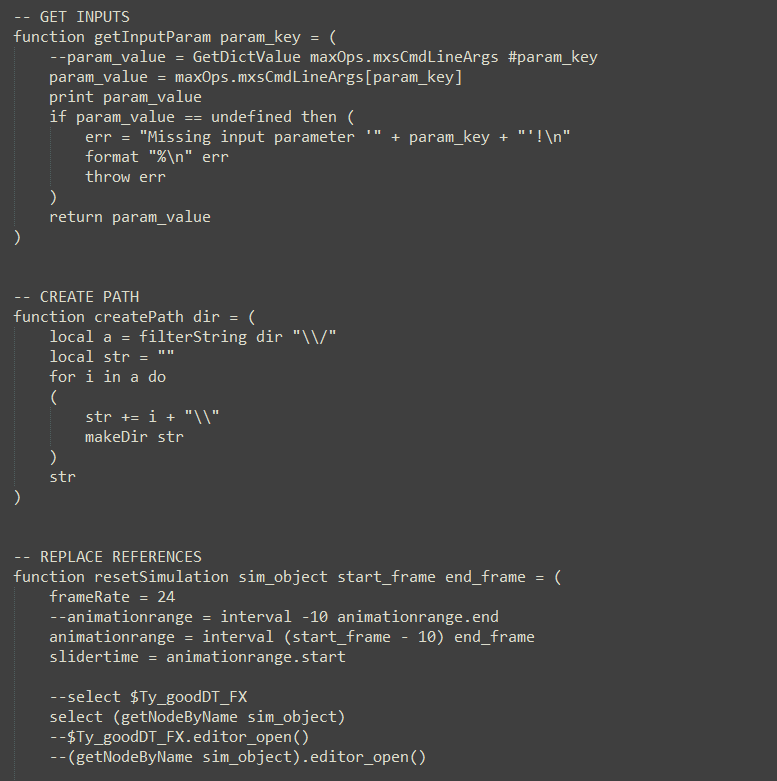 -- GET INPUTS
function getInputParam param_key = (
    --param_value = GetDictValue maxOps.mxsCmdLineArgs #param_key
    param_value = maxOps.mxsCmdLineArgs[param_key]
    print param_value
    if param_value == undefined then (
        err = "Missing input parameter '" + param_key + "'!\n"
        format "%\n" err
        throw err
    )
    return param_value
)
-- CREATE PATH
function createPath dir = (
    local a = filterString dir "\\/"
    local str = ""
    for i in a do
    (
        str += i + "\\"
        makeDir str
    )
    str
)
-- REPLACE REFERENCES
function resetSimulation sim_object start_frame end_frame = (
    frameRate = 24
    --animationrange = interval -10 animationrange.end
    animationrange = interval (start_frame - 10) end_frame
    slidertime = animationrange.start
    --select $Ty_goodDT_FX
    select (getNodeByName sim_object)
    --$Ty_goodDT_FX.editor_open()
    --(getNodeByName sim_object).editor_open()